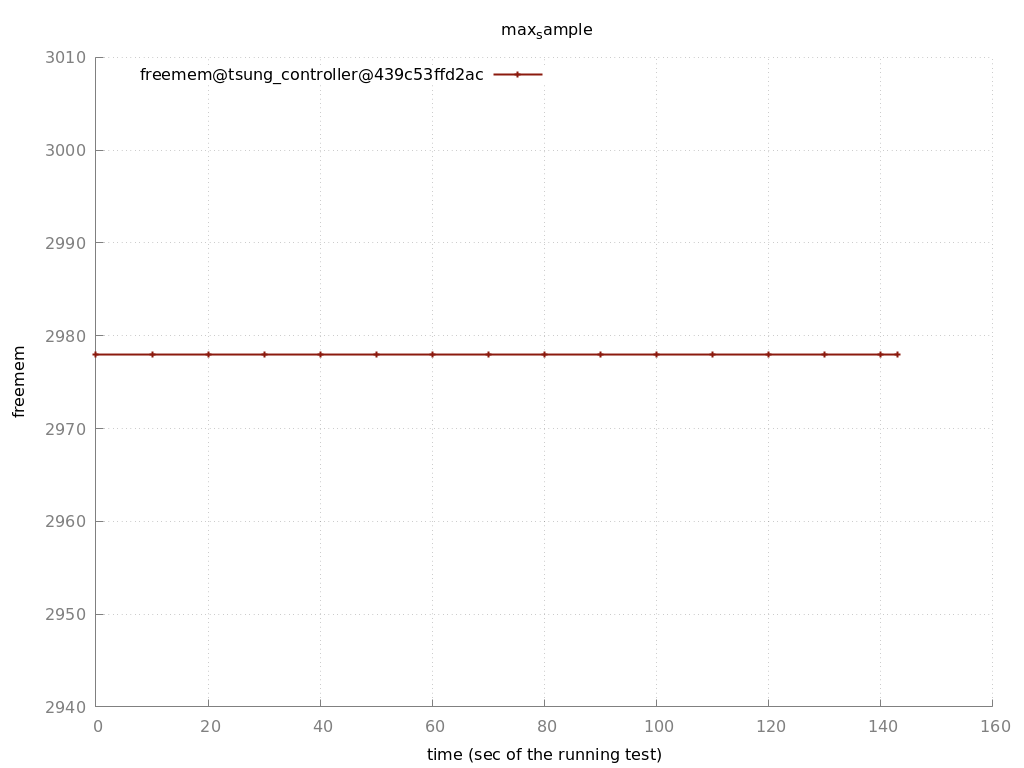 maxsample
3010
freemem@tsung_controller@439c53ffd2ac
3000
2990
2980
freemem
2970
2960
2950
2940
0 20 40 60 80 100 120 140 160
time (sec of the running test)